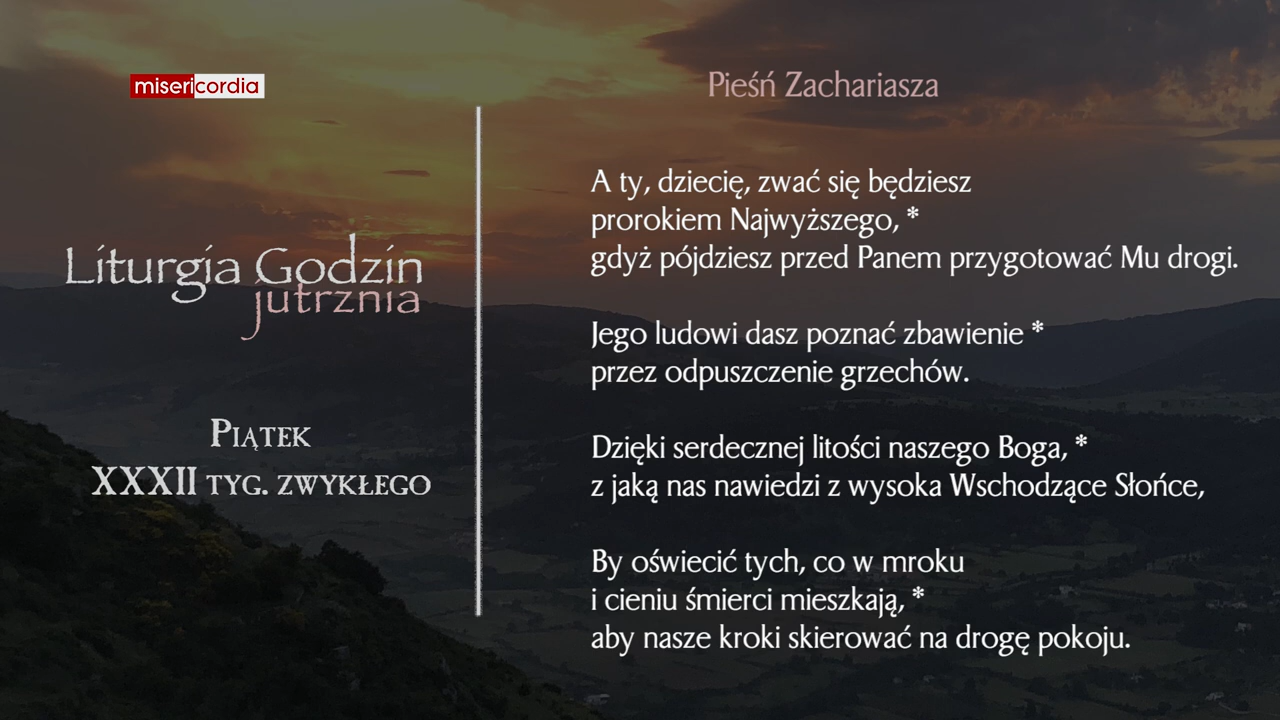 misericordia
Liturgia Godzin
jutrznia
Piątek
XXXII tyg. zwykłego
Pieśń Zachariasza
A ty, dziecię, zwać się będziesz
prorokiem Najwyższego, *
gdyż pójdziesz przed Panem przygotować Mu drogi.
Jego ludowi dasz poznać zbawienie *
przez odpuszczenie grzechów.
Dzięki serdecznej litości naszego Boga, *
z jaką nas nawiedzi z wysoka Wschodzące Słońce,
By oświecić tych, co w mroku
i cieniu śmierci mieszkają, *
aby nasze kroki skierować na drogę pokoju.